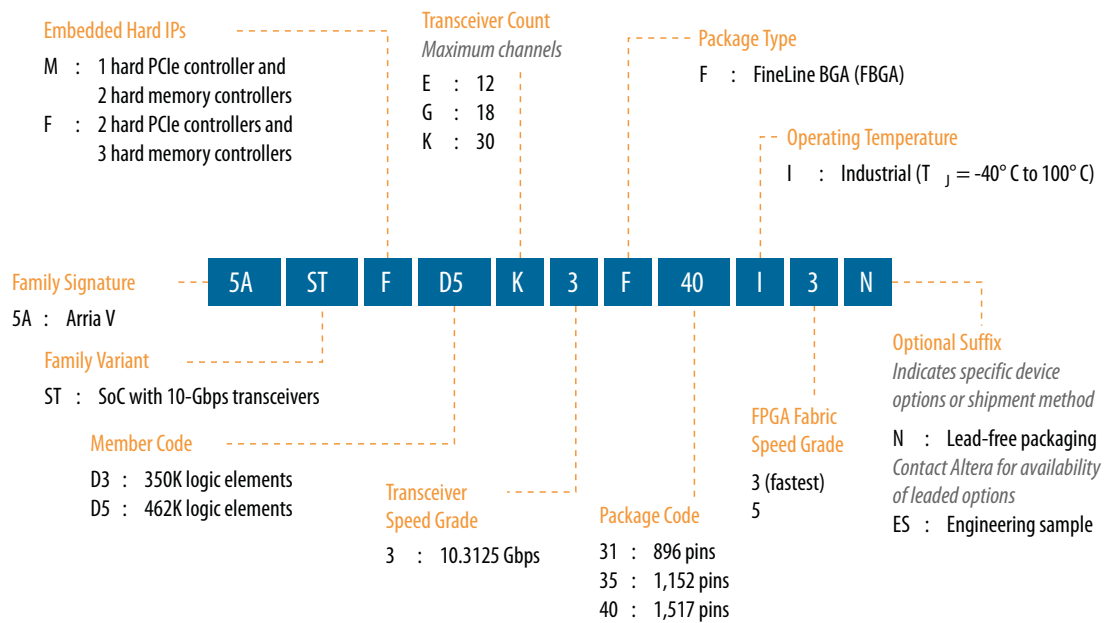 Embedded Hard IPs
M : 1 hard PCIe controller and
2 hard memory controllers
F : 2 hard PCIe controllers and
3 hard memory controllers
Transceiver Count
Maximum channels
E : 12
G : 18
K : 30
Package Type
F : FineLine BGA (FBGA)
Operating Temperature
I : Industrial (T J = -40° C to 100° C)
Family Signature
5A : Arria V
5A ST F D5 K 3 F 40 I 3 N
Family Variant
ST : SoC with 10-Gbps transceivers
Member Code
D3 : 350K logic elements
D5 : 462K logic elements
Transceiver
Speed Grade
3 : 10.3125 Gbps
Package Code
31 : 896 pins
35 : 1,152 pins
40 : 1,517 pins
FPGA Fabric
Speed Grade
3 (fastest)
5
Optional Suffix
Indicates specific device
options or shipment method
N : Lead-free packaging
Contact Altera for availability
of leaded options
ES : Engineering sample